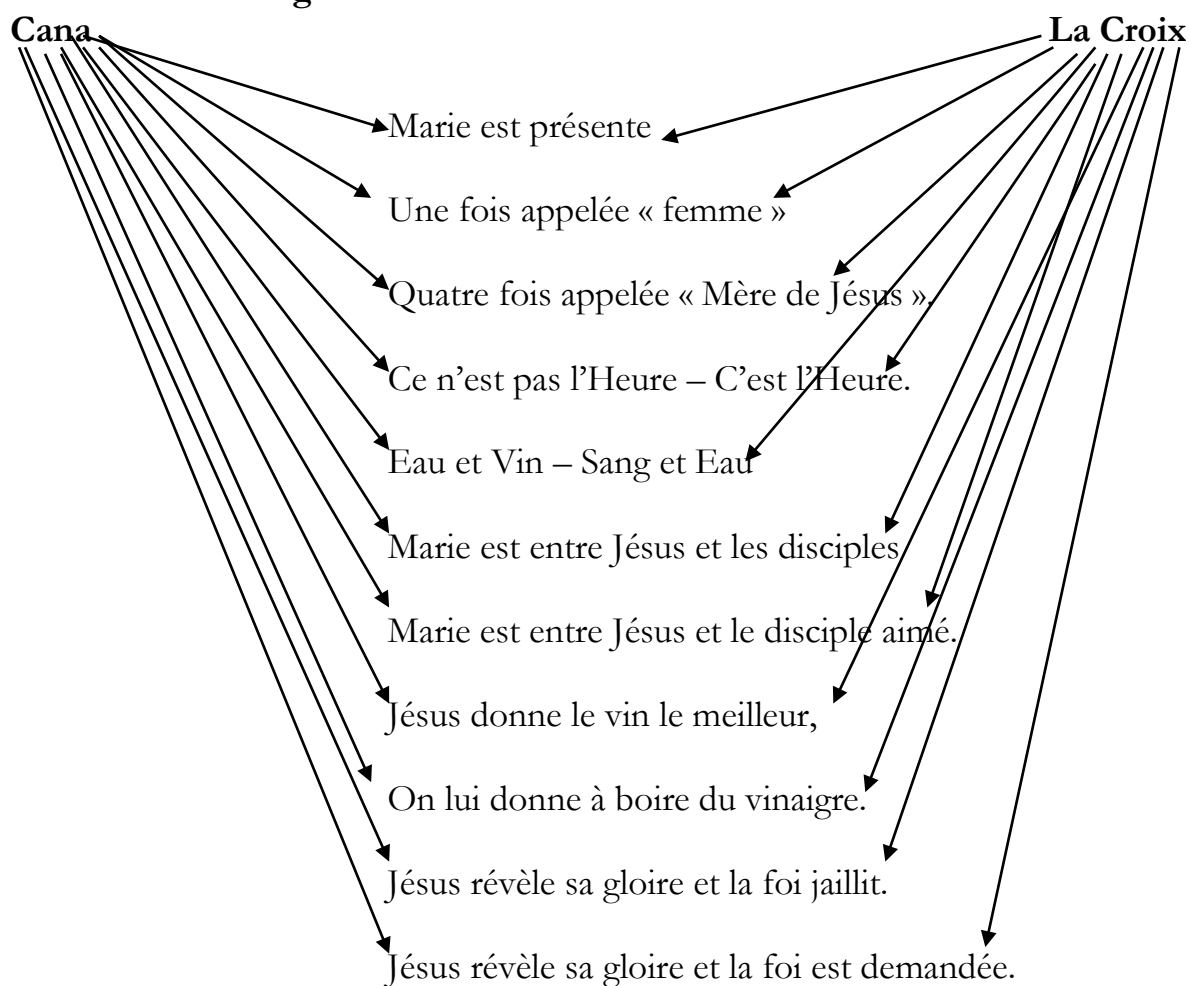 Cana La Croix
Marie est présente
Une fois appelée « femme »
Quatre fois appelée « Mère de Jésus ».
Ce n’est pas l’Heure – C’est l’Heure.
Eau et Vin – Sang et Eau
Marie est entre Jésus et les disciples
Marie est entre Jésus et le disciple aimé.
Jésus donne le vin le meilleur,
On lui donne à boire du vinaigre.
Jésus révèle sa gloire et la foi jaillit.
Jésus révèle sa gloire et la foi est demandée.